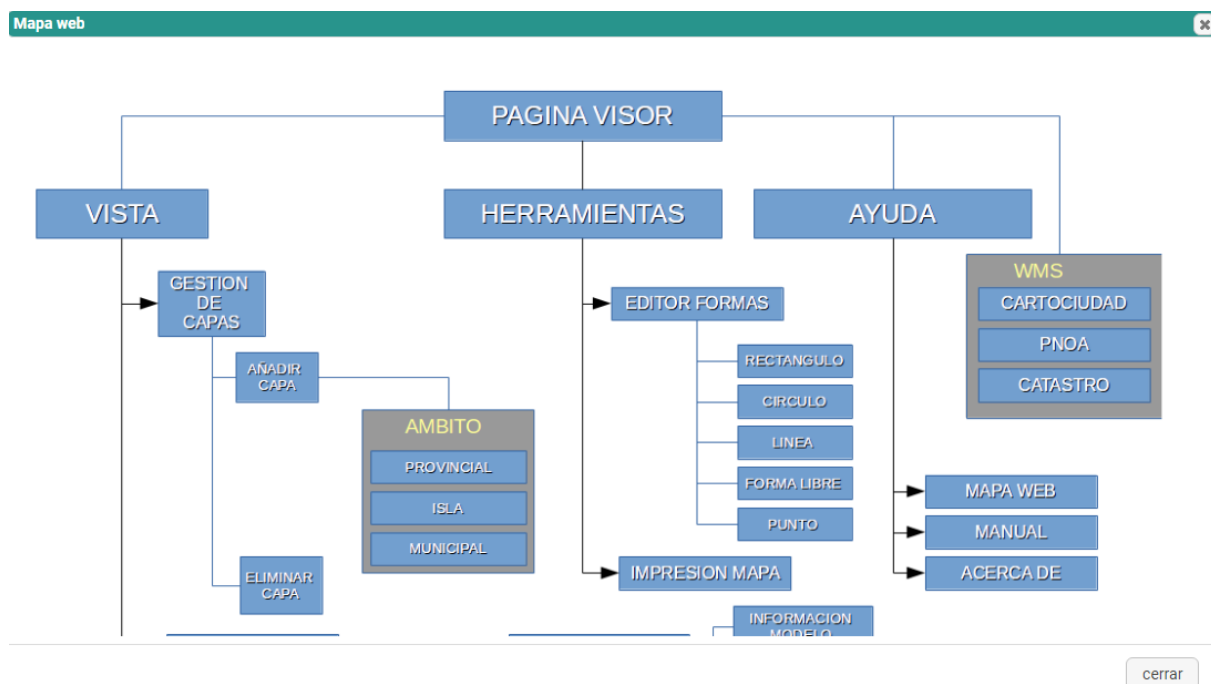 Mapa web
PAGINA VISOR
VISTA
HERRAMIENTAS
AYUDA
GESTION
DE
CAPAS
AÑADIR
CAPA
AMBITO
PROVINCIAL
ISLA
MUNICIPAL
ELIMINAR
CAPA
EDITOR FORMAS
RECTANGULO
CIRCULO
LINEA
FORMA LIBRE
PUNTO
IMPRESION MAPA
INFORMACION
MODELO
WMS
CARTOCIUDAD
PNOA
CATASTRO
MAPA WEB
MANUAL
ACERCA DE
cerrar